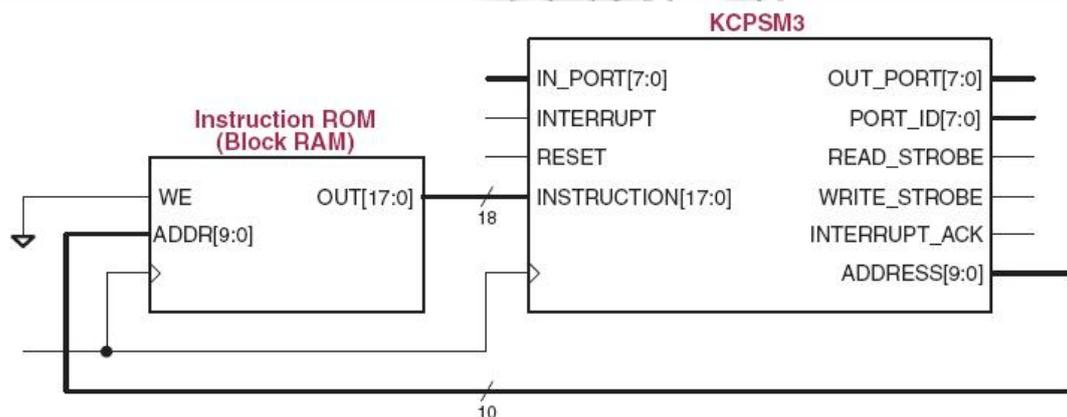 KCPSM3
IN_PORT[7:0]
OUT_PORT[7:0]
INTERRUPT
PORT_ID[7:0]
RESET
READ_STROBE
INSTRUCTION[17:0]
WRITE_STROBE
INTERRUPT_ACK
ADDRESS[9:0]
Instruction ROM
(Block RAM)
WE
OUT[17:0]
ADDR[9:0]
18
10